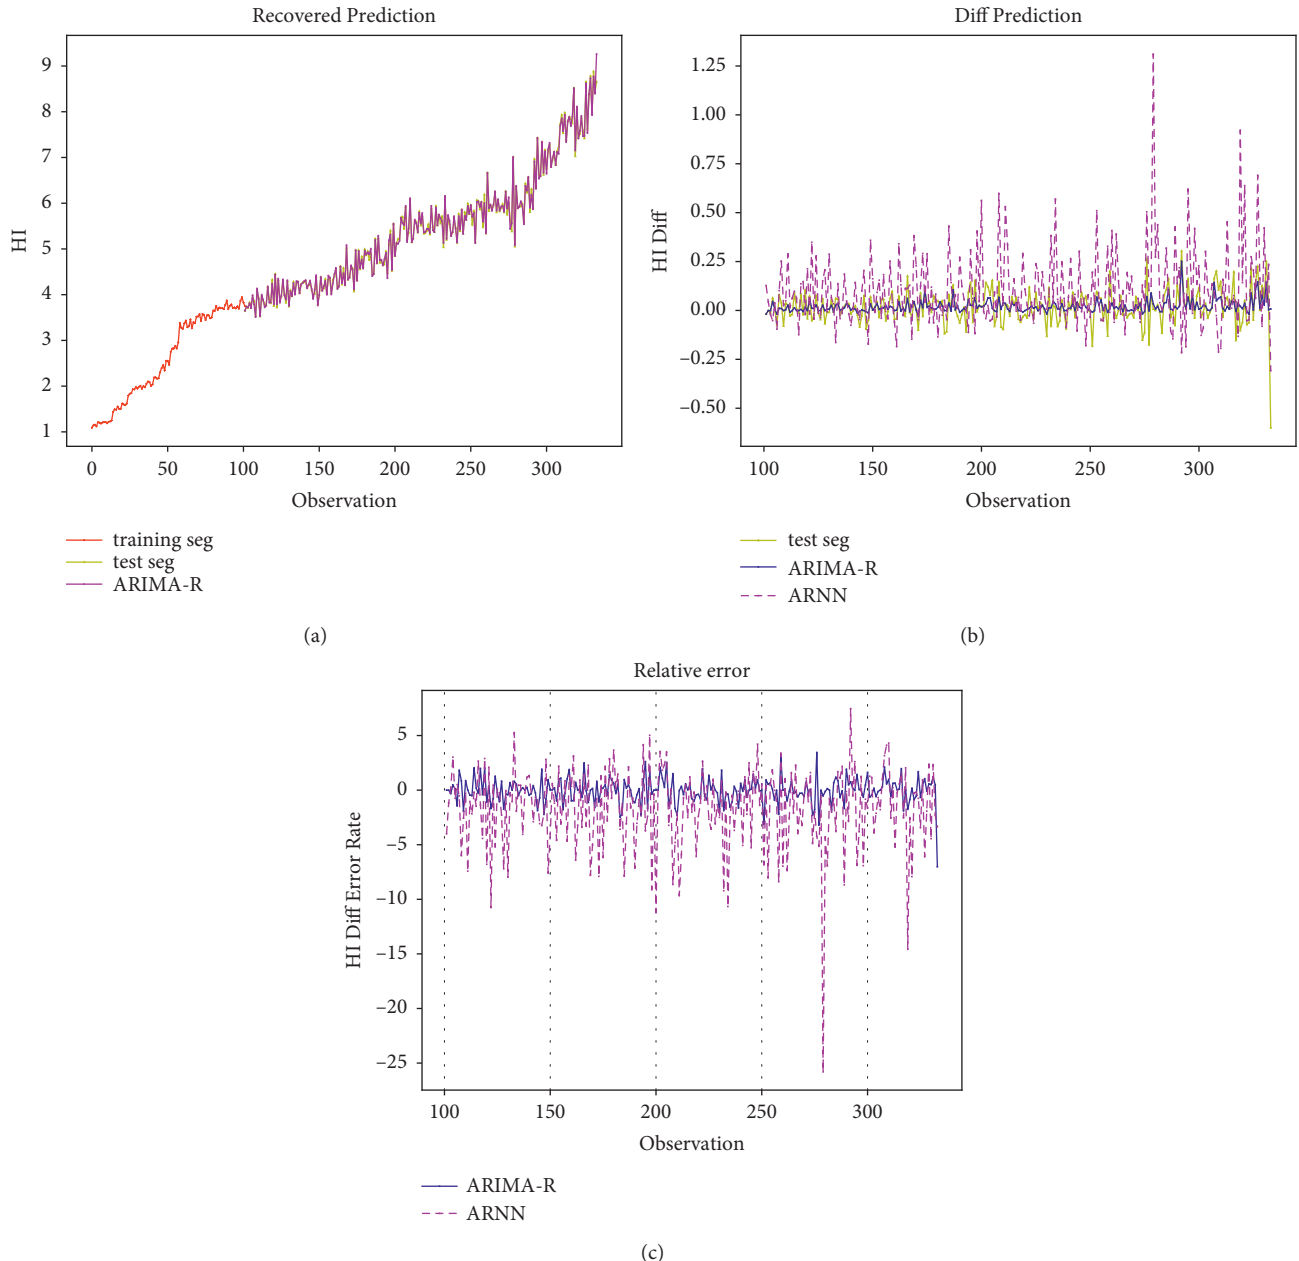 Recovered Prediction
9
8
7
6
5
4
3
2
1
HI
0 50 100 150 200 250 300
Observation
training seg
test seg
ARIMA-R
(a)
Diff Prediction
1.25
1.00
0.75
0.50
0.25
0.00
−0.25
−0.50
HI Diff
100 150 200 250 300
Observation
test seg
ARIMA-R
ARNN
(b)
Relative error
5
0
−5
−10
−15
−20
−25
HI Diff Error Rate
100 150 200 250 300
Observation
ARIMA-R
ARNN
(c)